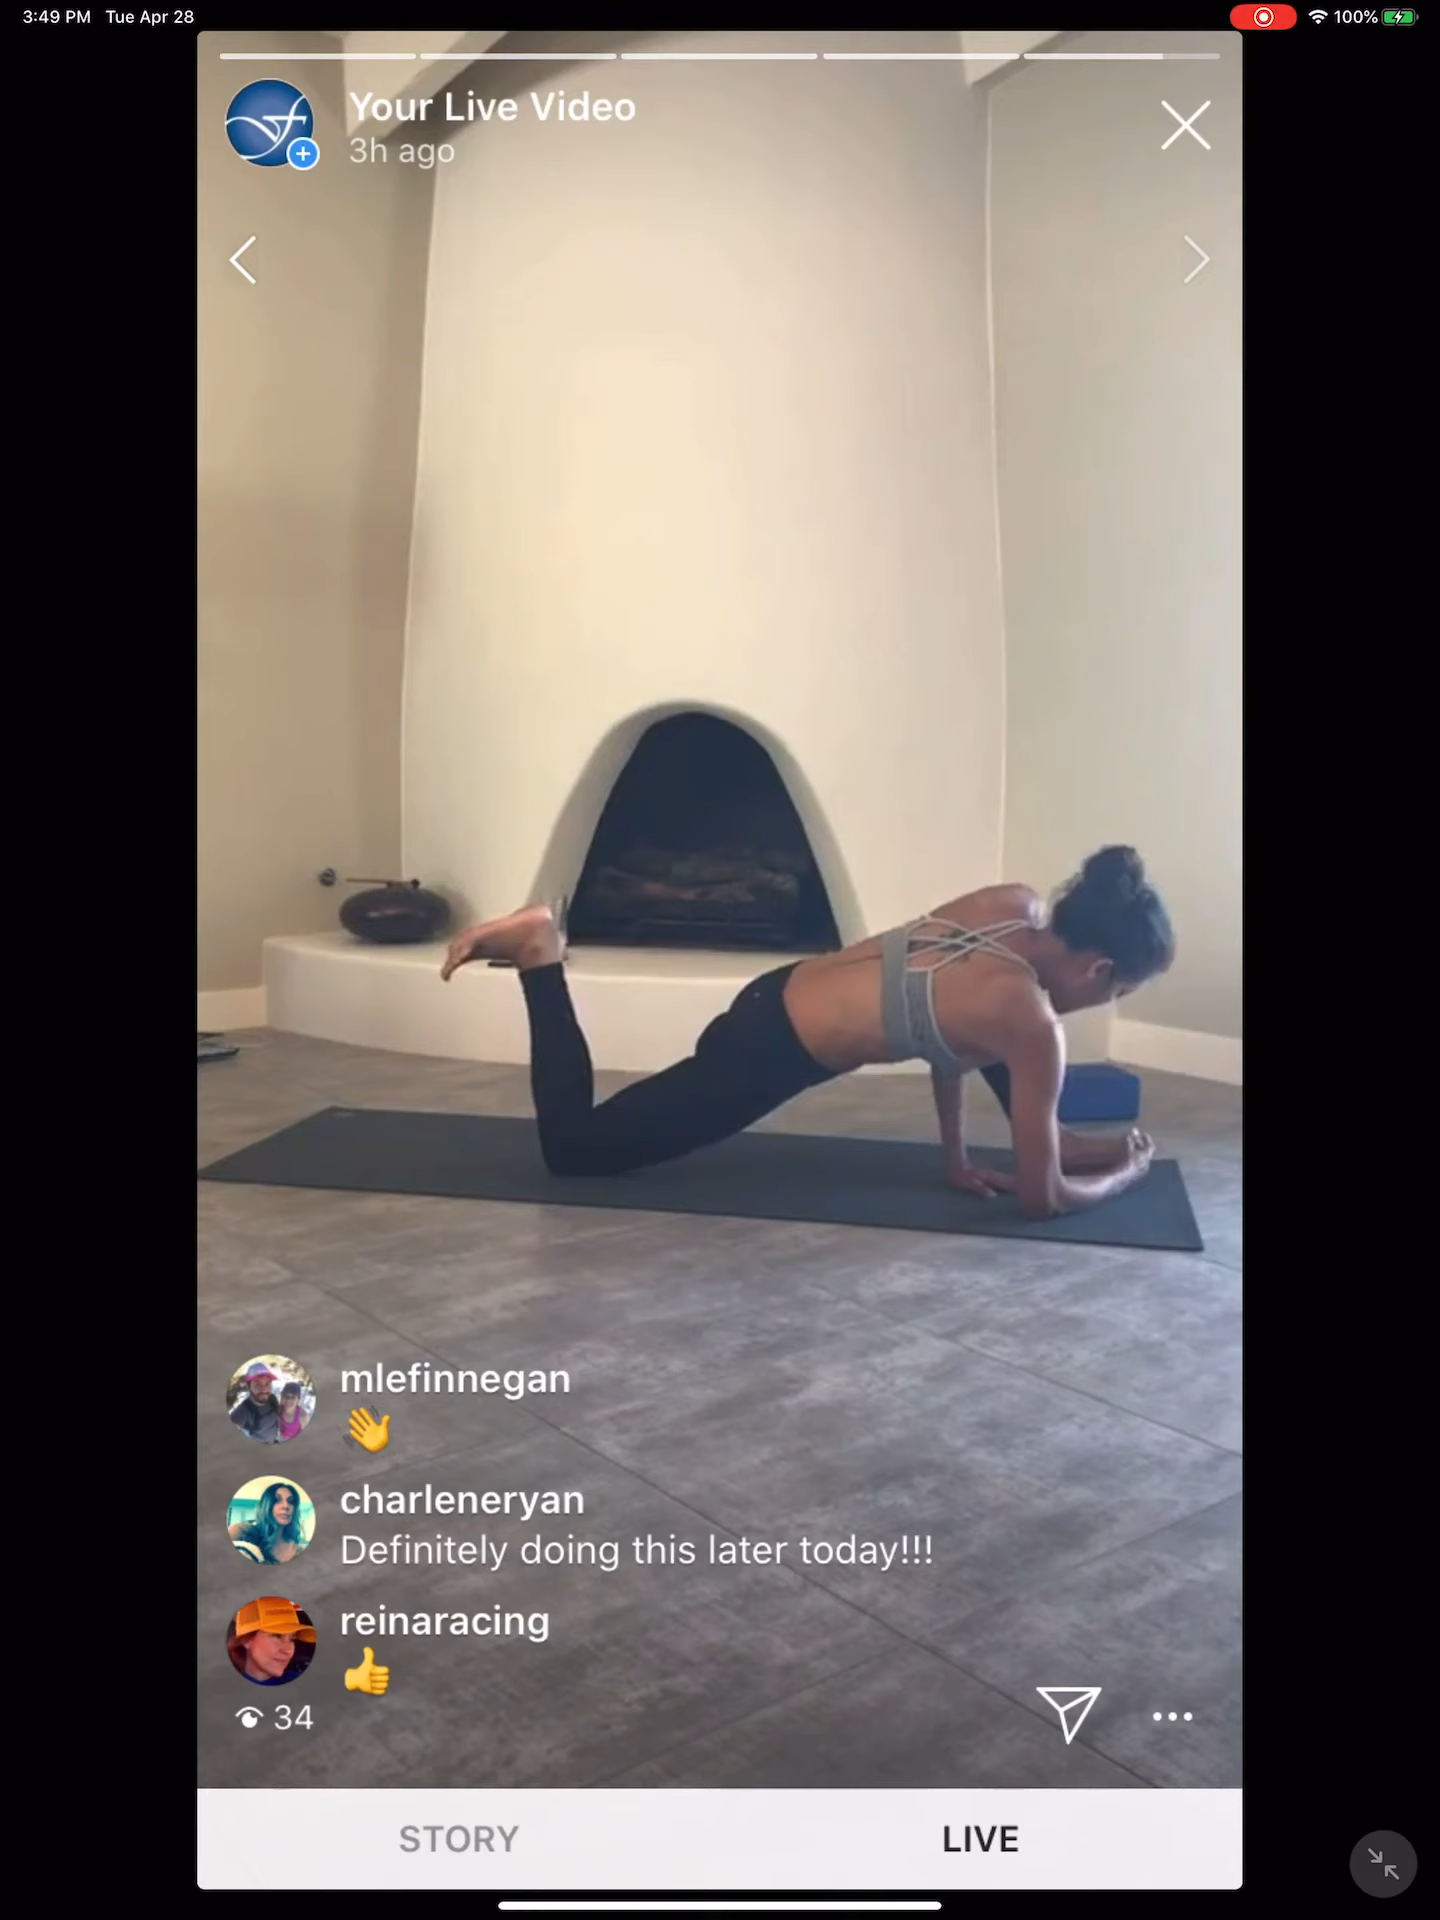 3:49 PM Tue Apr 28
100%
Your Live Video
3h ago
mlefinnegan
👋
charleneryan
Definitely doing this later today!!!
reinaracing
👍
34
STORY
LIVE